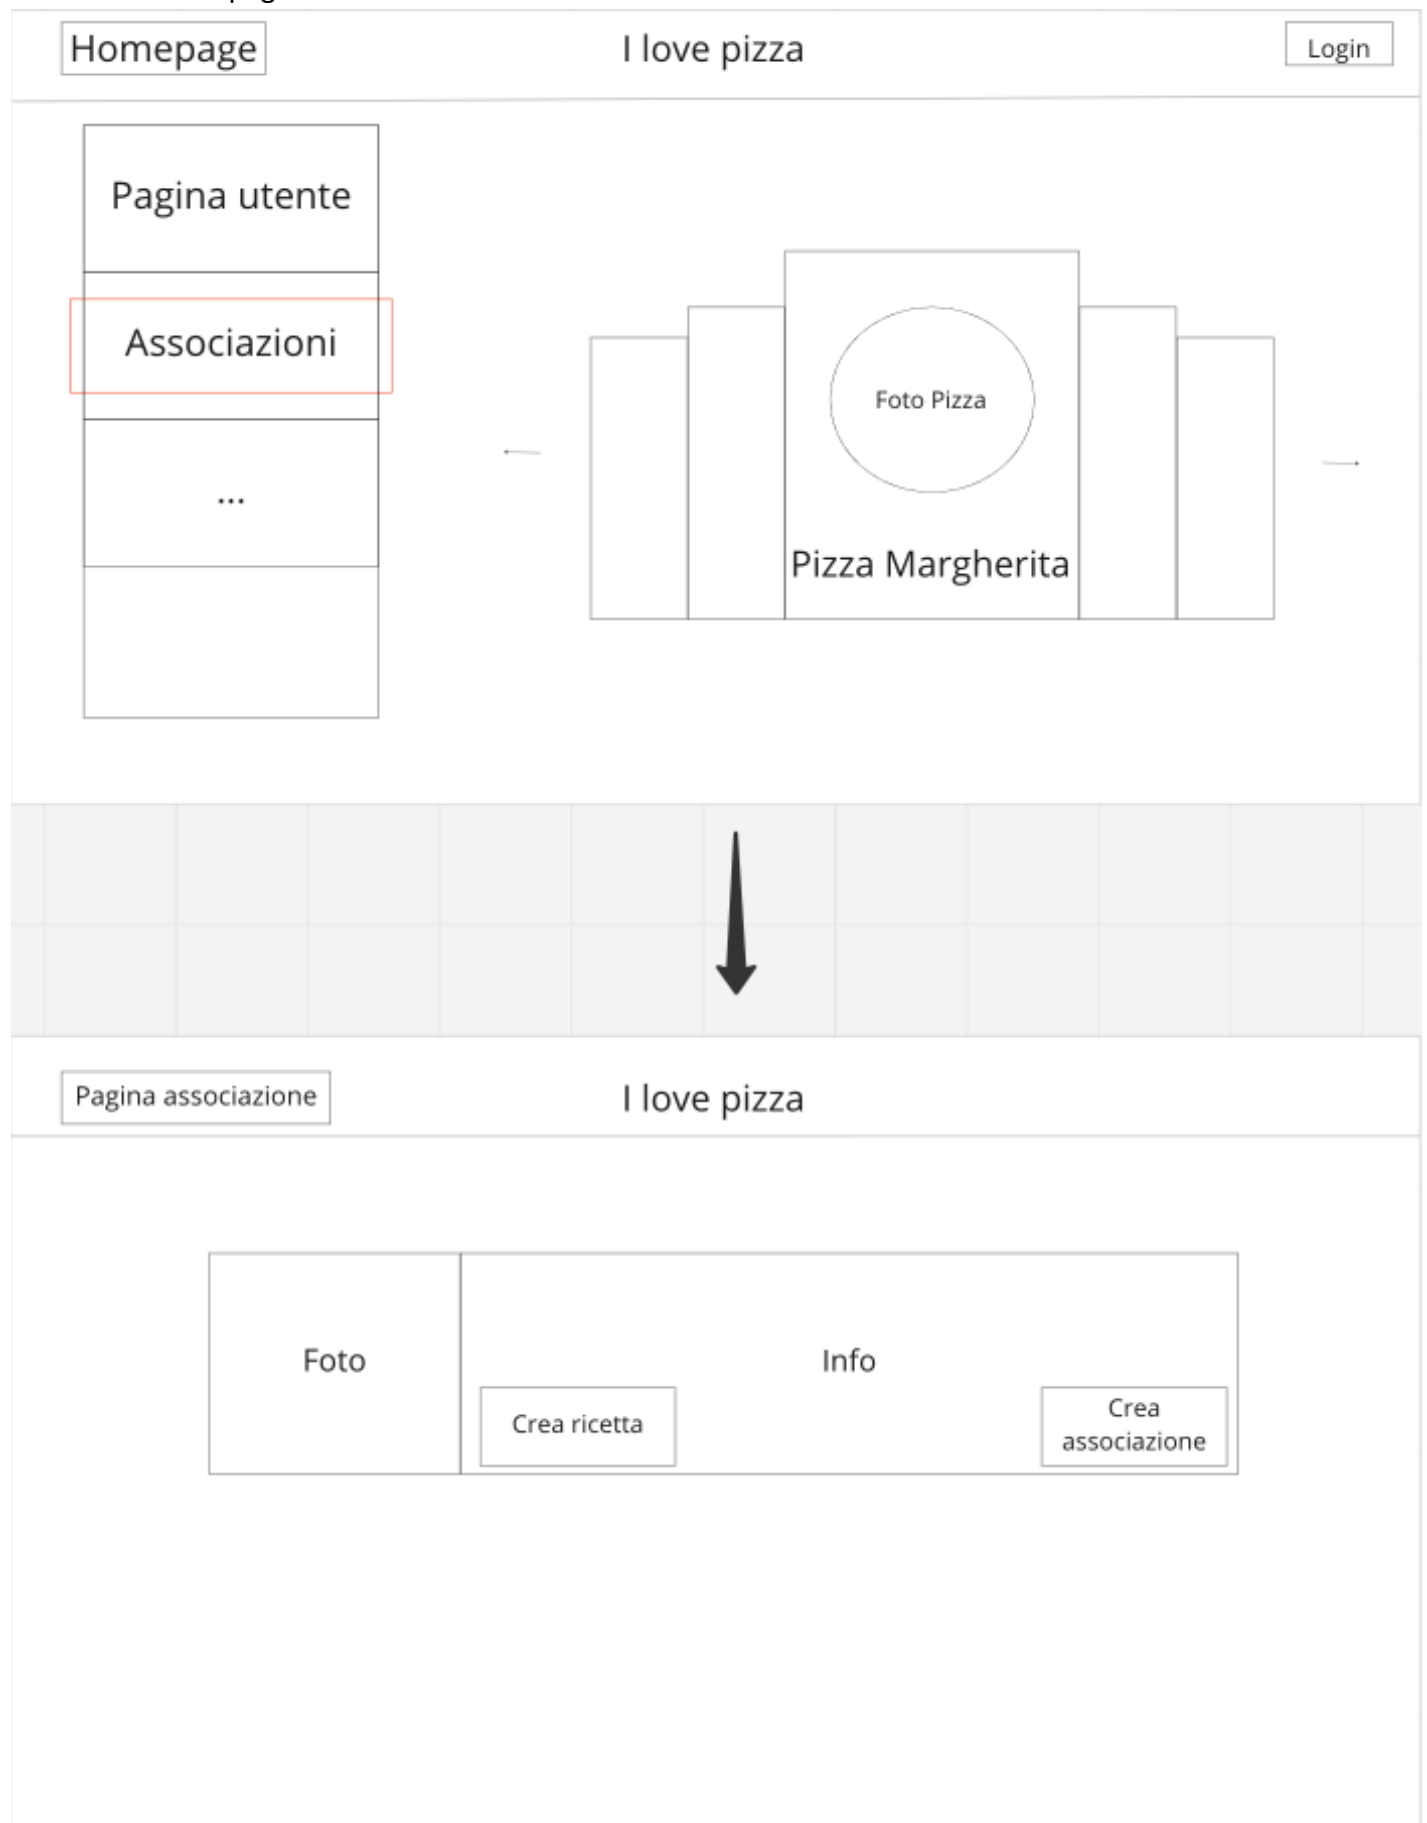 Homepage
I love pizza
Login
Pagina utente
Associazioni
...
Foto Pizza
Pizza Margherita
Pagina associazione
I love pizza
Foto
Info
Crea ricetta
Crea
associazione